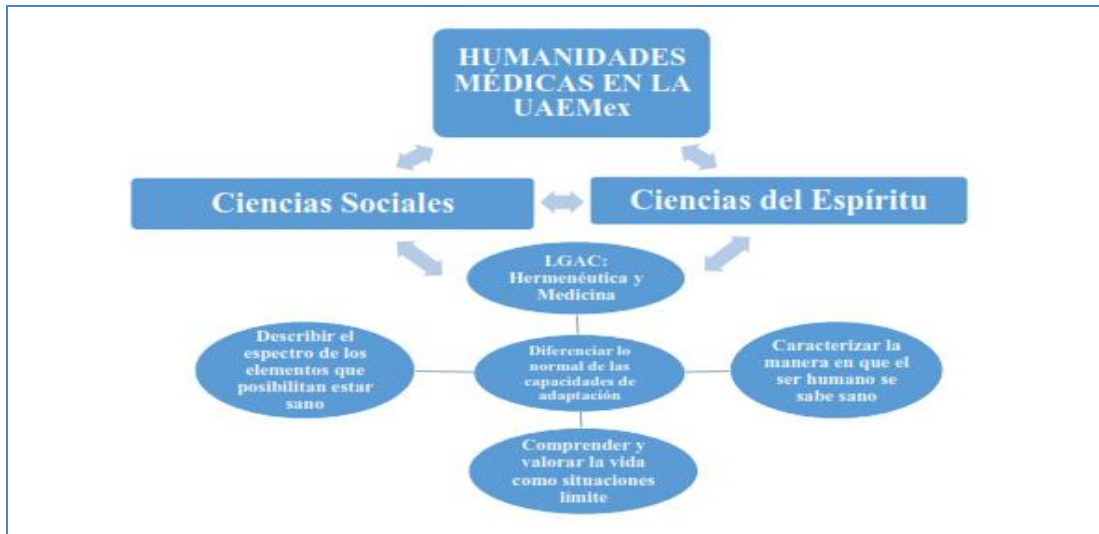 HUMANIDADES
MÉDICAS EN LA
UAEMex
Ciencias Sociales
Ciencias del Espíritu
LGAC:
Hermenéutica y
Medicina
Describir el
espectro de los
elementos que
posibilitan estar
sano
Diferenciar lo
normal de las
capacidades de
adaptación
Caracterizar la
manera en que el
ser humano se
sabe sano
Comprender y
valorar la vida
como situaciones
límite